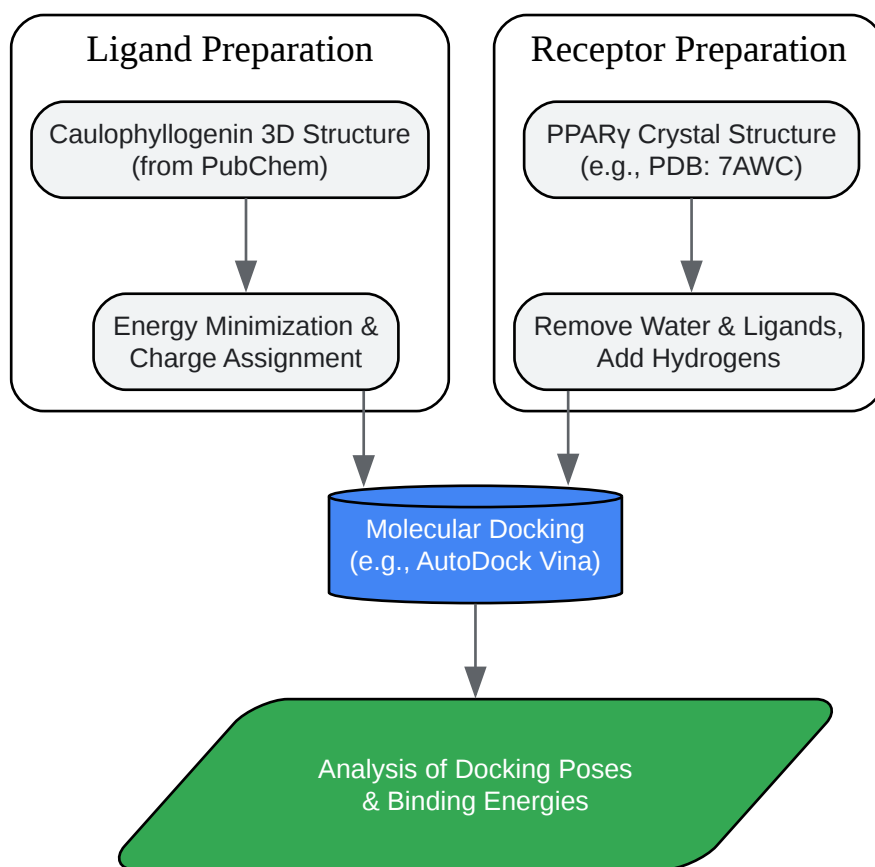 Ligand Preparation
Caulophyllogenin 3D Structure
(from PubChem)
Energy Minimization &
Charge Assignment
Receptor Preparation
PPARγ Crystal Structure
(e.g., PDB: 7AWC)
Remove Water & Ligands,
Add Hydrogens
Molecular Docking
(e.g., AutoDock Vina)
Analysis of Docking Poses
& Binding Energies